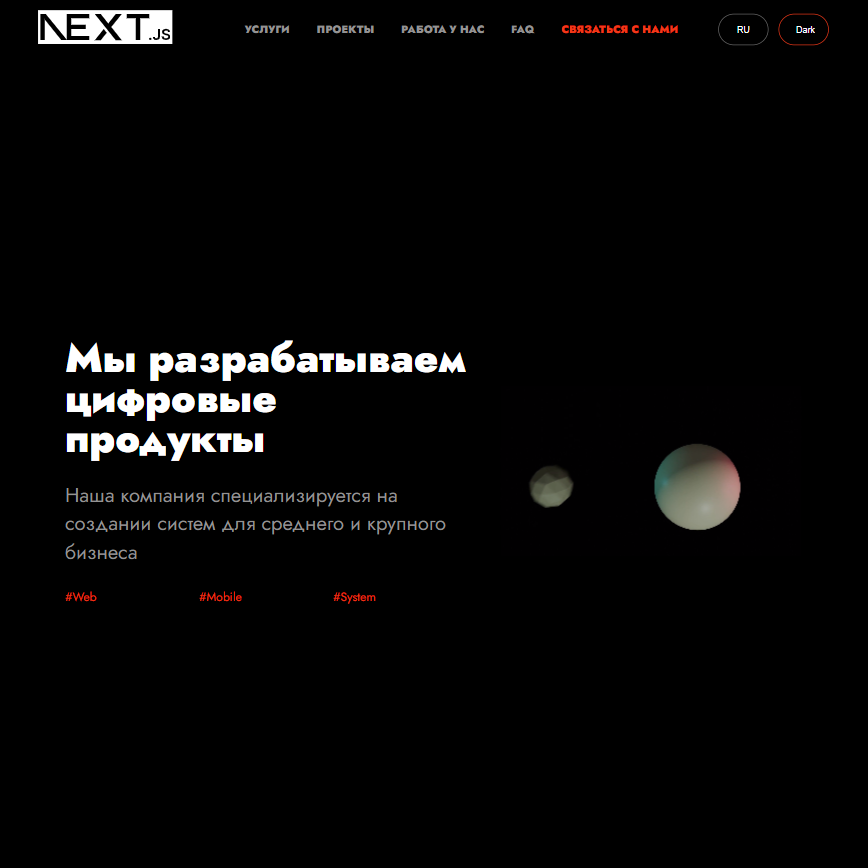 NEXT.JS
УСЛУГИ
ПРОЕКТЫ
РАБОТА У НАС
FAQ
СВЯЗАТЬСЯ С НАМИ
RU
Dark
Мы разрабатываем
цифровые
продукты
Наша компания специализируется на
создании систем для среднего и крупного
бизнеса
#Web
#Mobile
#System